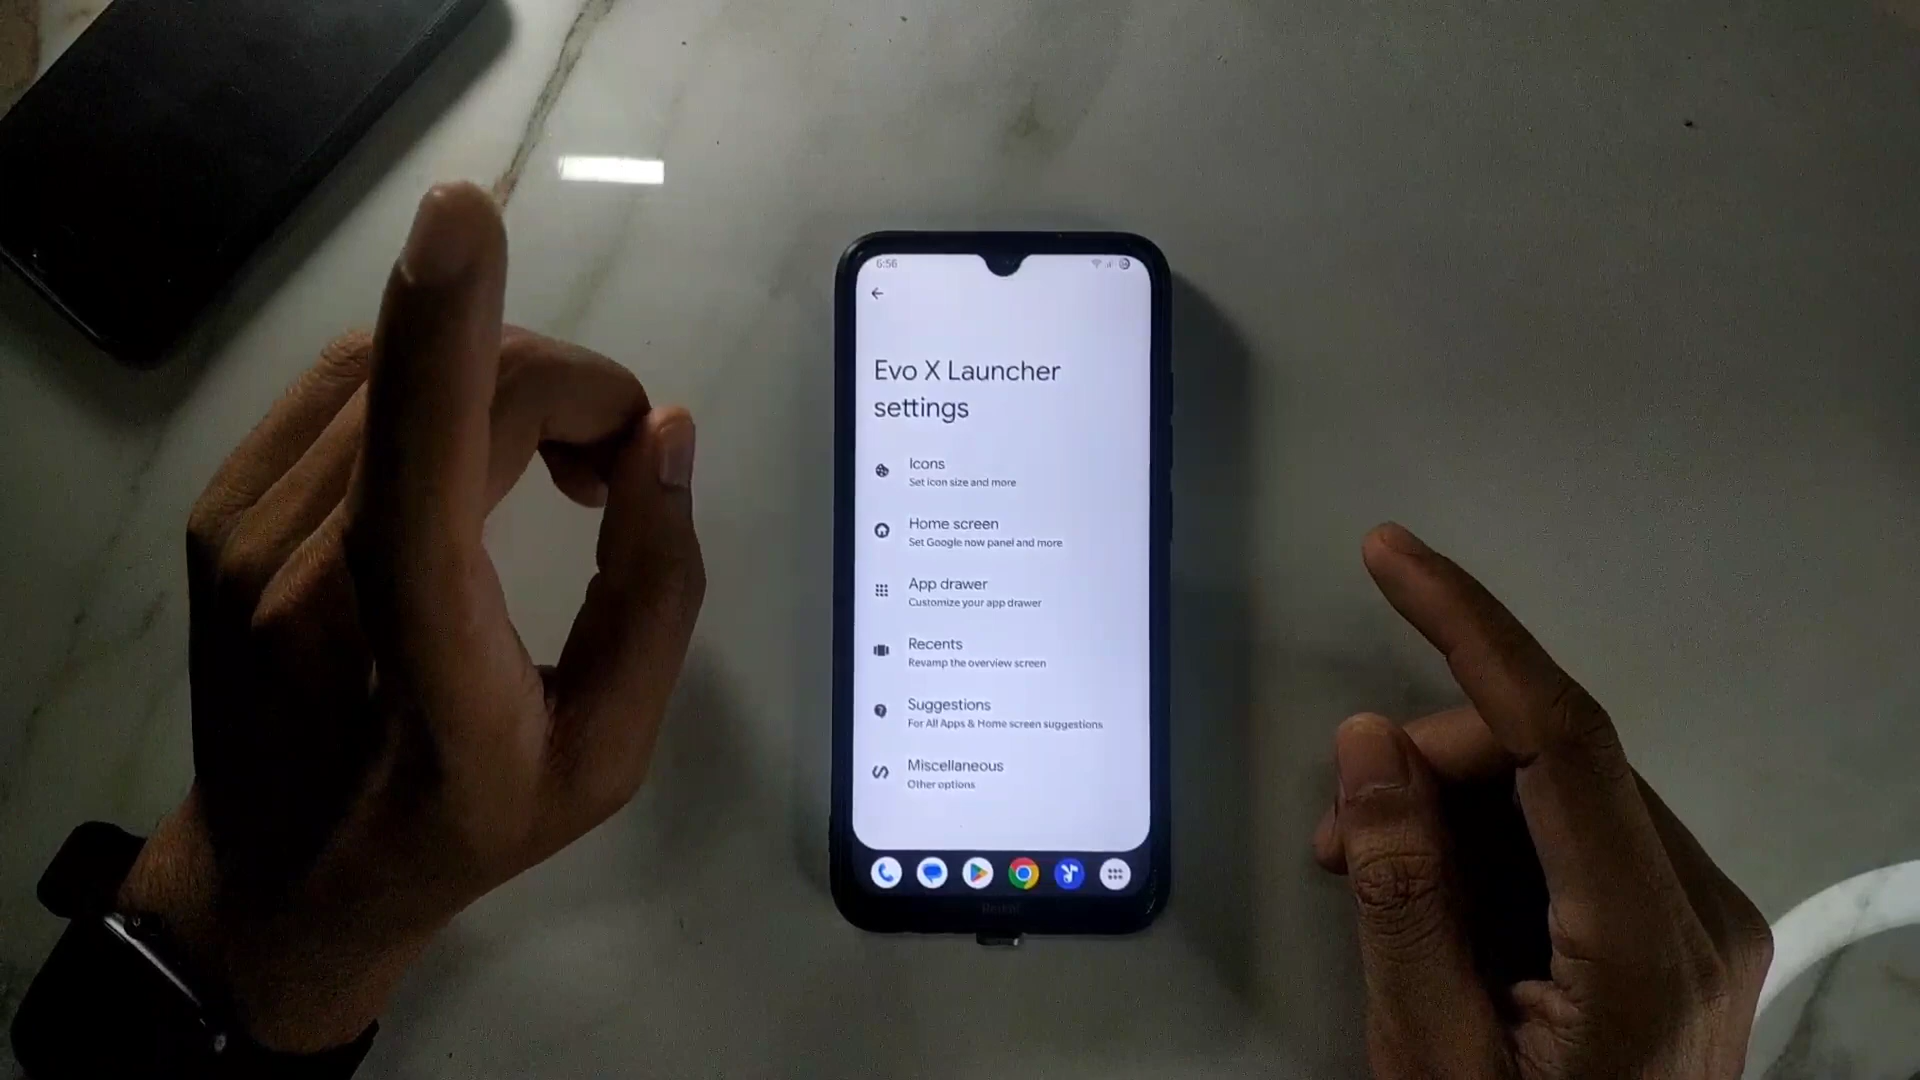 6:56
Evo X Launcher
settings
Icons
Set icon size and more
Home screen
Set Google now panel and more
App drawer
Customize your app drawer
Recents
Revamp the overview screen
Suggestions
For All Apps & Home screen suggestions
Miscellaneous
Other options
Redmi